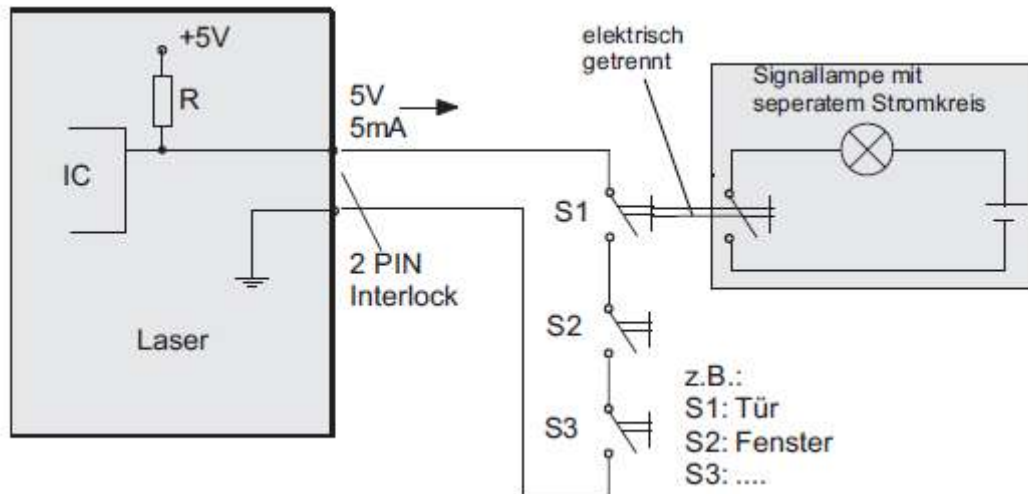 +5V
R
IC
5V
5mA
2 PIN
Interlock
Laser
elektrisch
getrennt
Signallampe mit
seperatem Stromkreis
S1
S2
S3
z.B.:
S1: Tür
S2: Fenster
S3: ....